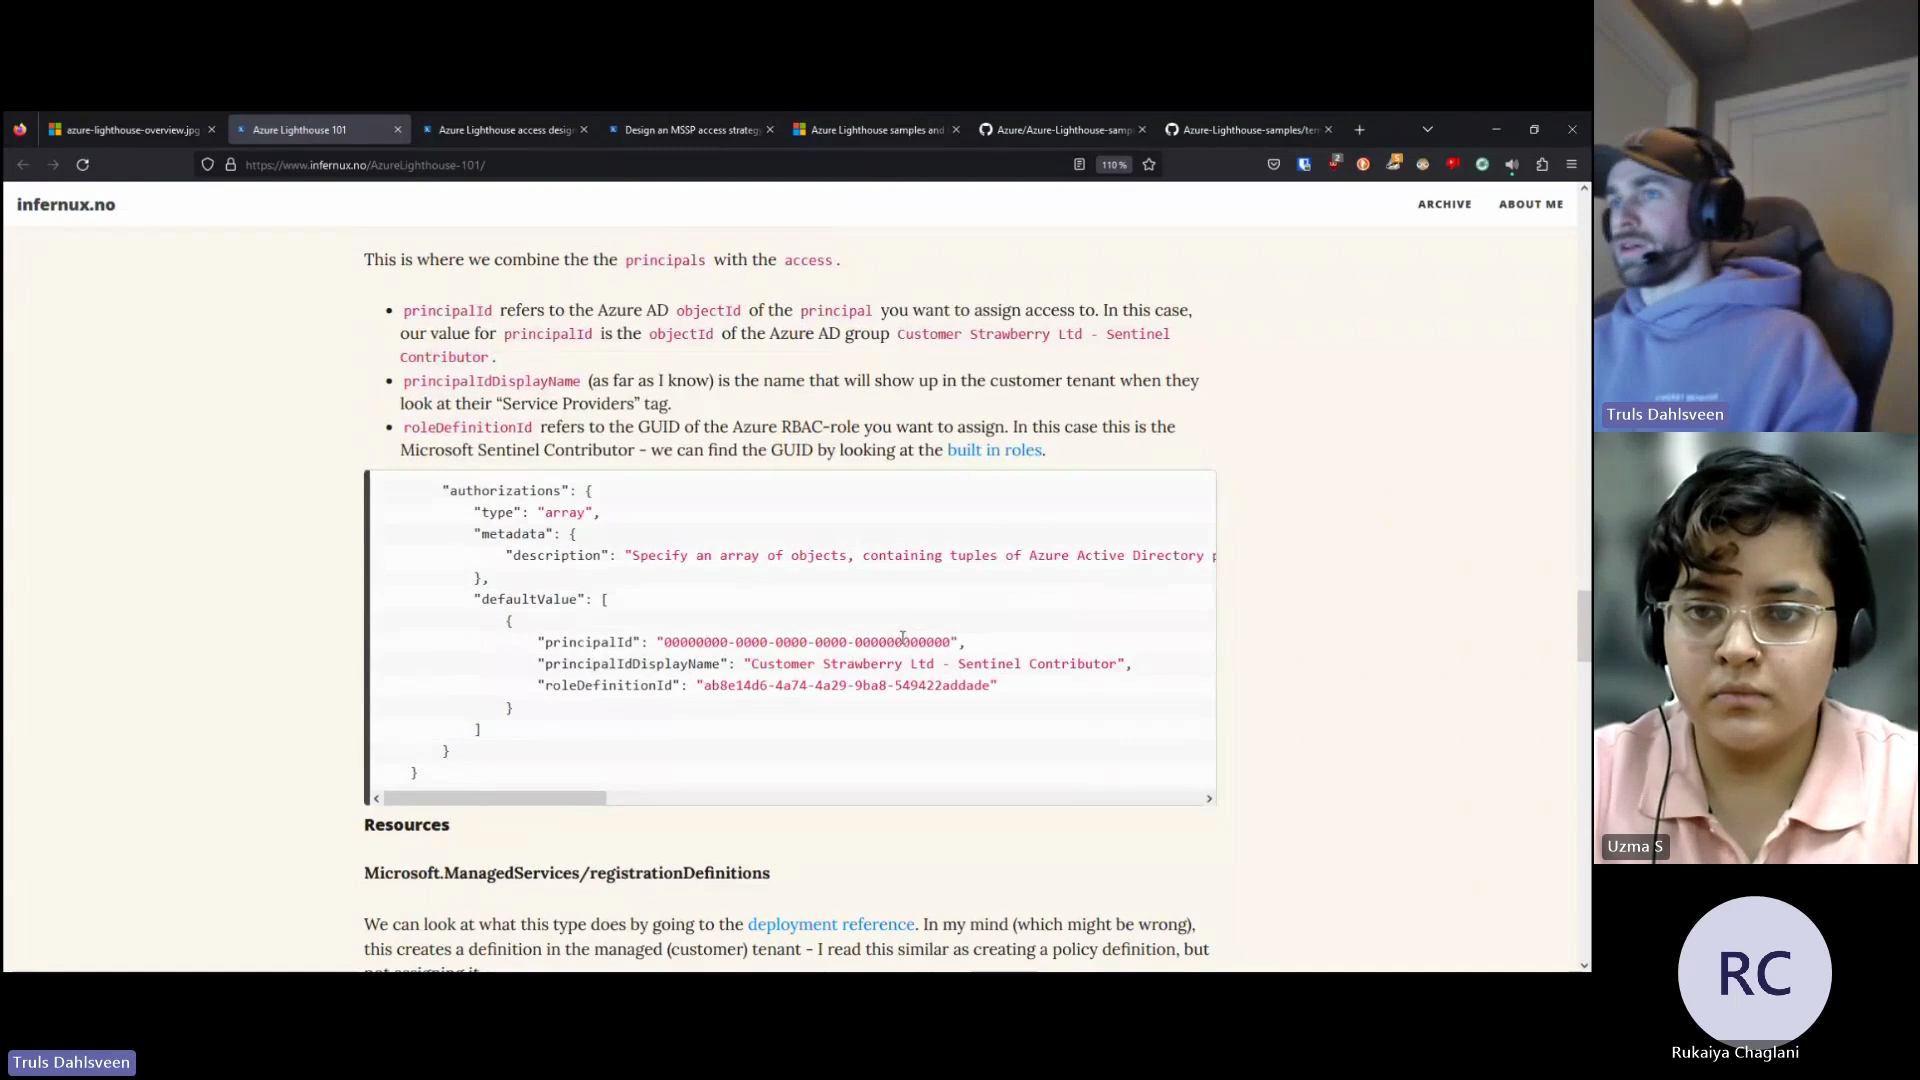 azure-lighthouse-overview.jpg
Azure Lighthouse 101
Azure Lighthouse access design
Design an MSSP access strategy
Azure Lighthouse samples and
Azure/Azure-Lighthouse-samp
Azure-Lighthouse-samples/tem
https://www.infernux.no/AzureLighthouse-101/
110%
2
5
infernux.no
ARCHIVE
ABOUT ME
This is where we combine the the principals with the access.
• principalId refers to the Azure AD objectId of the principal you want to assign access to. In this case,
our value for principalId is the objectId of the Azure AD group Customer Strawberry Ltd - Sentinel
Contributor.
• principalIdDisplayName (as far as I know) is the name that will show up in the customer tenant when they
look at their “Service Providers” tag.
• roleDefinitionId refers to the GUID of the Azure RBAC-role you want to assign. In this case this is the
Microsoft Sentinel Contributor - we can find the GUID by looking at the built in roles.
"authorizations": {
"type": "array",
"metadata": {
"description": "Specify an array of objects, containing tuples of Azure Active Directory p
},
"defaultValue": [
{
"principalId": "00000000-0000-0000-0000-000000000000",
"principalIdDisplayName": "Customer Strawberry Ltd - Sentinel Contributor",
"roleDefinitionId": "ab8e14d6-4a74-4a29-9ba8-549422addade"
}
]
}
}
Resources
Microsoft.ManagedServices/registrationDefinitions
We can look at what this type does by going to the deployment reference. In my mind (which might be wrong),
this creates a definition in the managed (customer) tenant - I read this similar as creating a policy definition, but
not assigning it.
Truls Dahlsveen
Uzma S
RC
Rukaiya Chaglani
Truls Dahlsveen